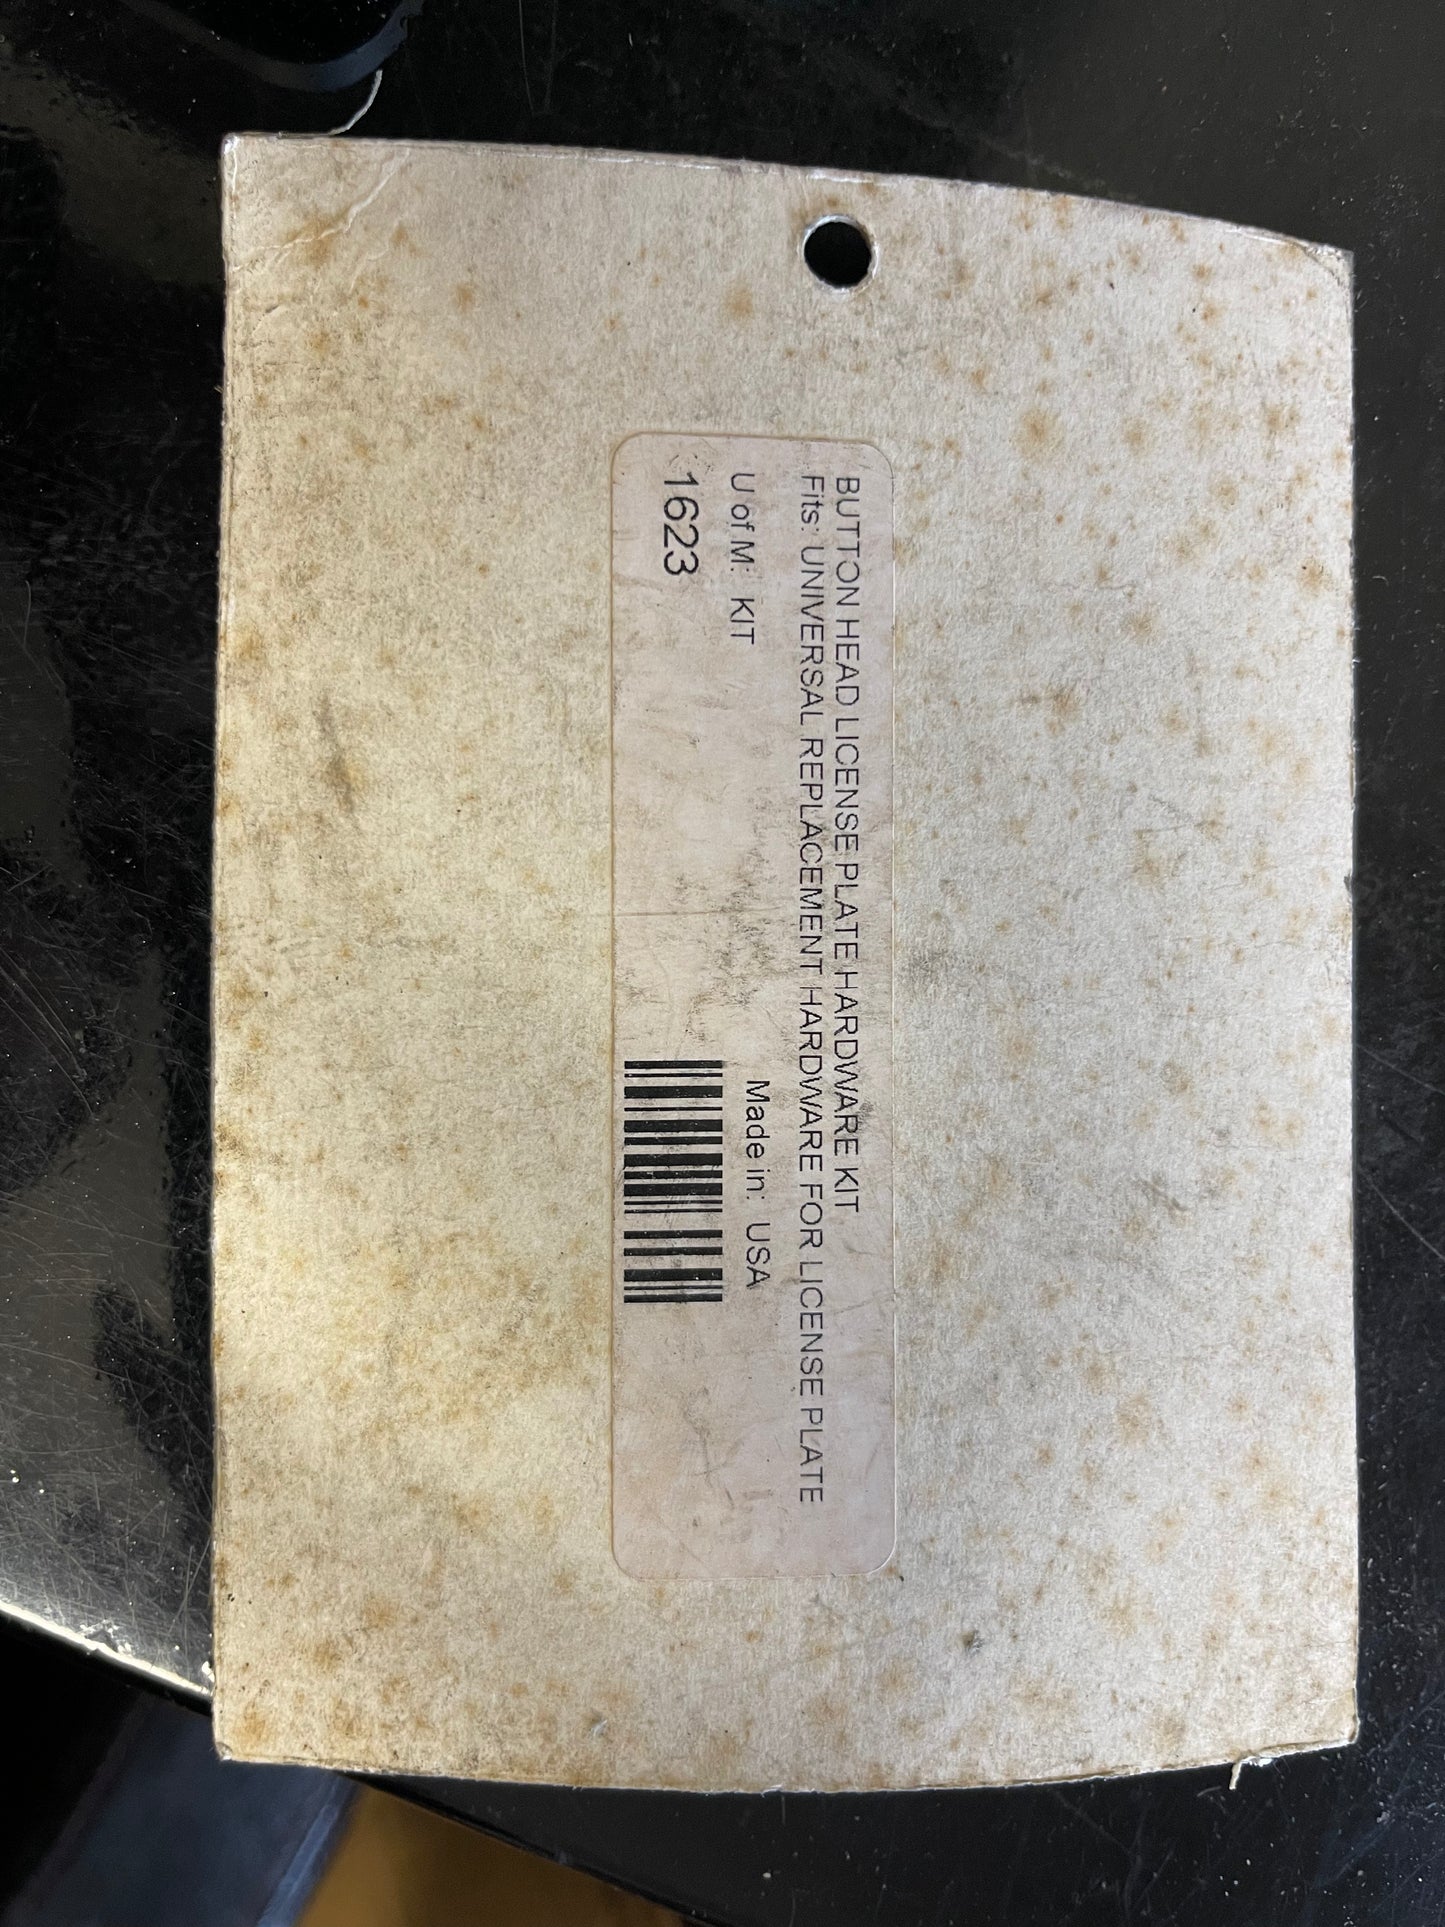 BUTTON HEAD LICENSE PLATE HARDWARE KIT
Fits: UNIVERSAL REPLACEMENT HARDWARE FOR LICENSE PLATE
U of M: KIT
Made in: USA
1623